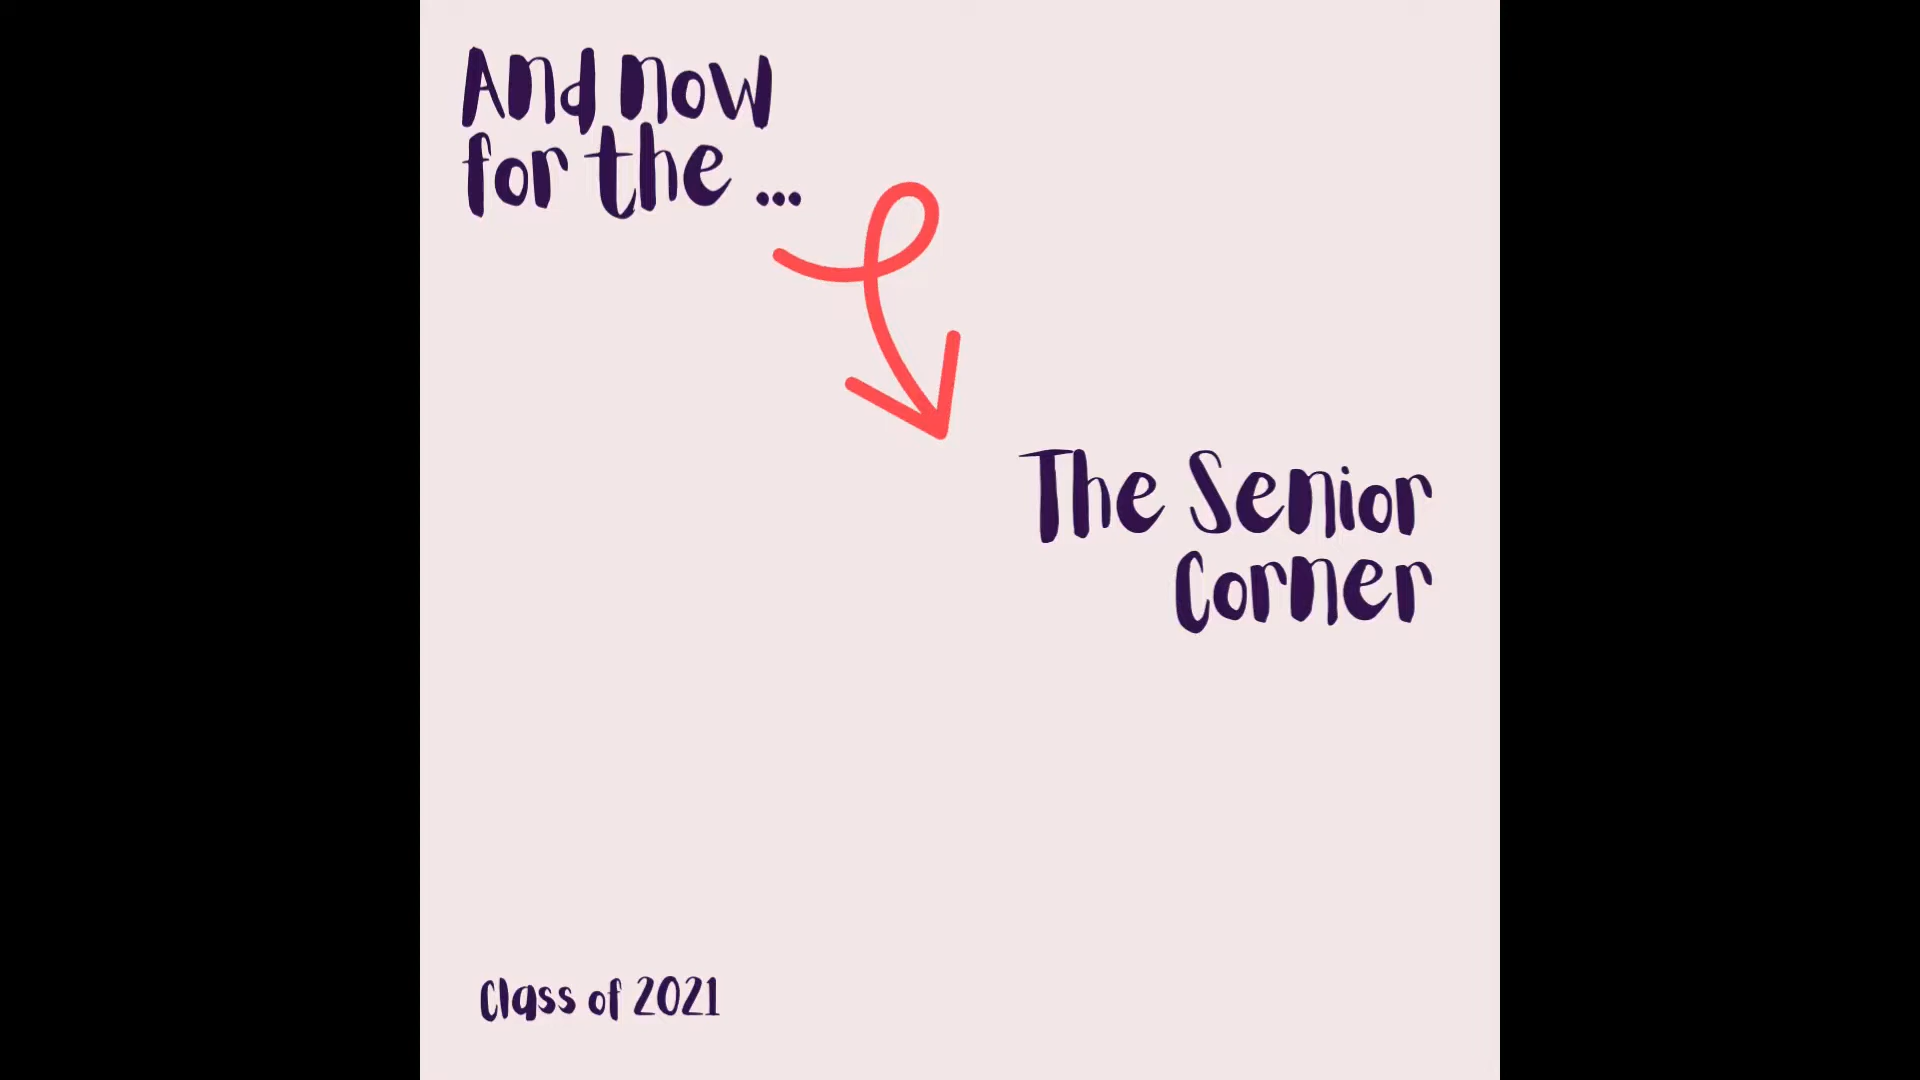 And now
for the ...
The Senior
Corner
Class of 2021